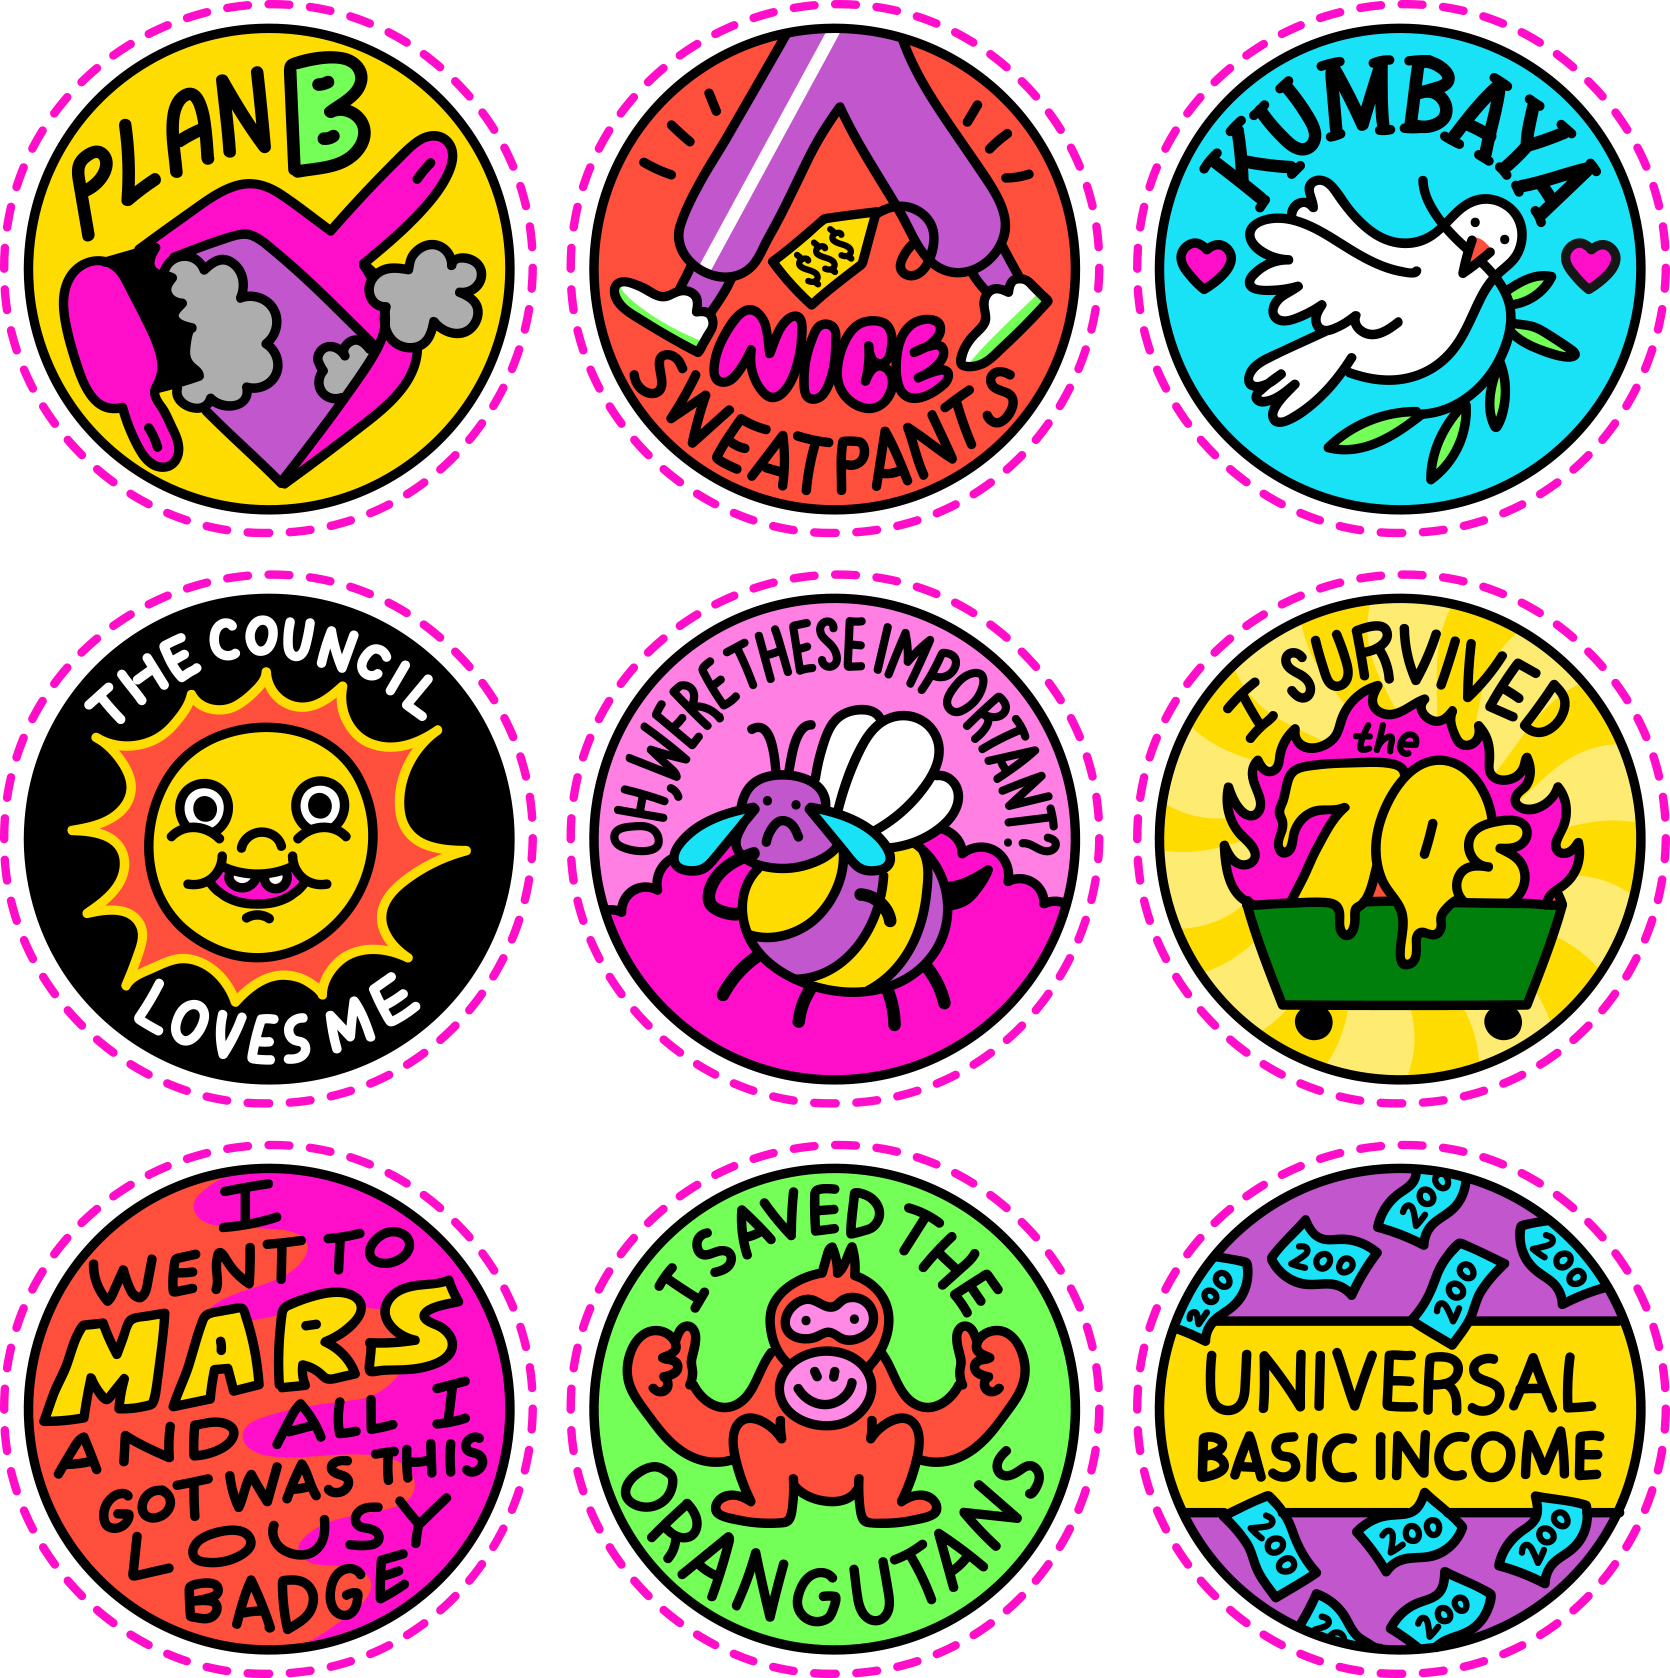 PLAN B
$$$
$$$
NICE
SWEATPANTS
KUMBAYA
THE COUNCIL
LOVES ME
OH, WERE THESE IMPORTANT?
I SURVIVED
the
70s
I
WENT TO
MARS
AND ALL I
GOT WAS THIS
LOUSY
BADGE
I SAVED THE
ORANGUTANS
200
200
200
200
200
UNIVERSAL
BASIC INCOME
200
200
200
20
200